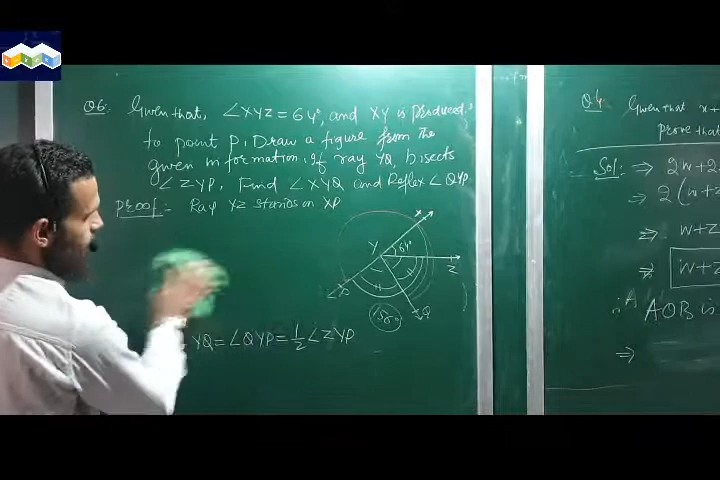 Q6. Given that, ∠XYZ = 64°, and XY is produced
to point P. Draw a figure from the
given information. If ray YQ, bisects
∠ZYP, Find ∠XYQ and Reflex ∠QYP.
PROOF:- Ray YZ stands on XP
X
Y
64°
Z
P
Q
YQ = ∠QYP = 1/2 ∠ZYP
Given that x+
prove that
Sol: ⇒ 2w+2
⇒ 2(w+z
⇒ w+z
⇒ w+z
∴ AOB is
⇒